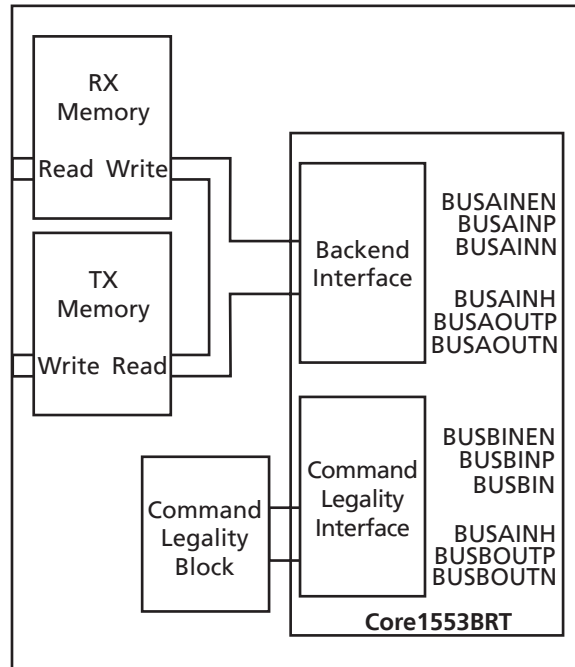 RX
Memory
Read Write
TX
Memory
Write Read
Backend
Interface
BUSAINEN
BUSAINP
BUSAINN
BUSAINH
BUSAOUTP
BUSAOUTN
Command
Legality
Block
Command
Legality
Interface
BUSBINEN
BUSBINP
BUSBIN
BUSAINH
BUSBOUTP
BUSBOUTN
Core1553BRT